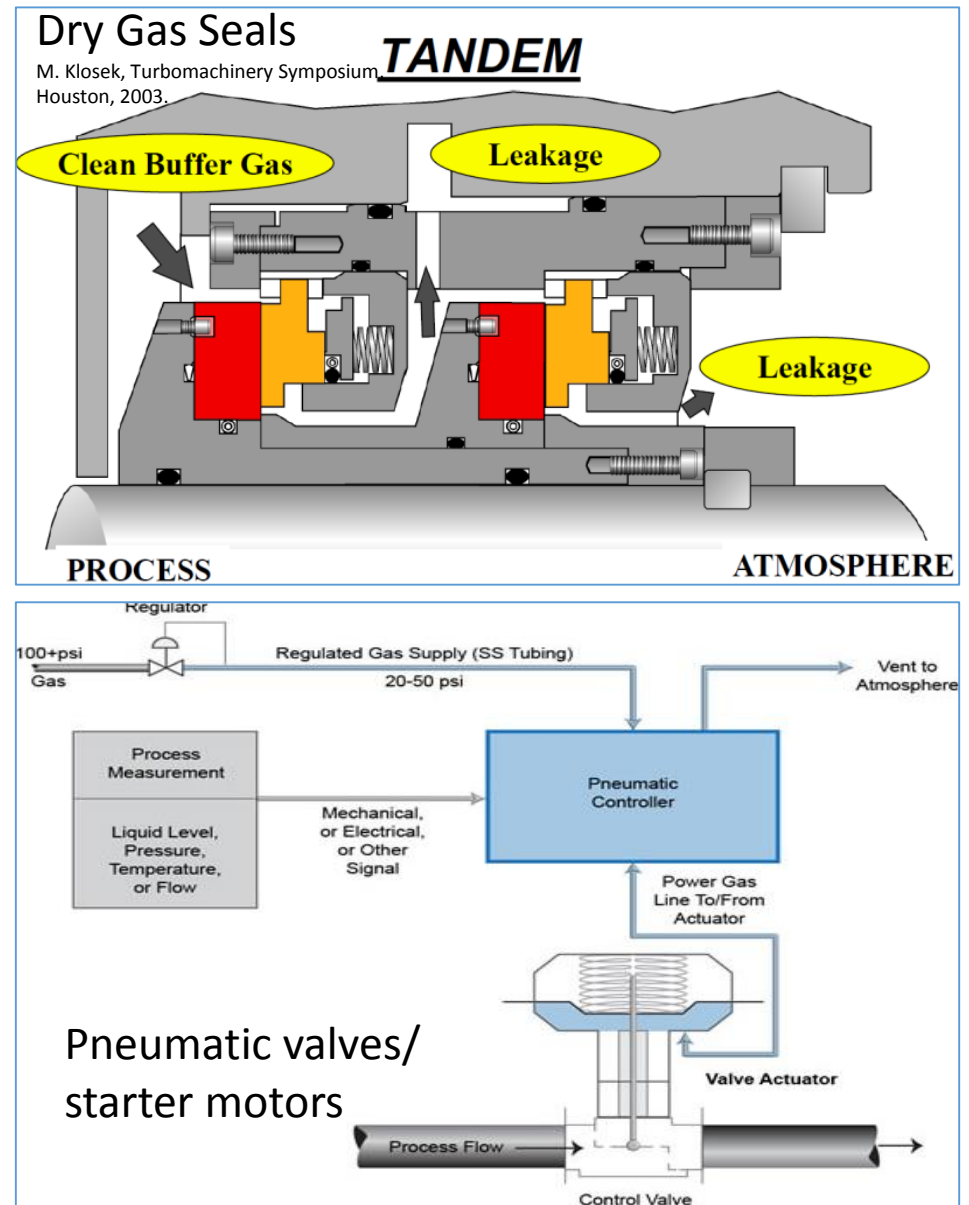 Dry Gas Seals
TANDEM
M. Klosek, Turbomachinery Symposium,
Houston, 2003.
Clean Buffer Gas
Leakage
Leakage
PROCESS
ATMOSPHERE
Regulator
100+psi
Gas
Regulated Gas Supply (SS Tubing)
20-50 psi
Vent to
Atmosphere
Process
Measurement
Liquid Level,
Pressure,
Temperature,
or Flow
Mechanical,
or Electrical,
or Other
Signal
Pneumatic
Controller
Power Gas
Line To/From
Actuator
Pneumatic valves/
starter motors
Valve Actuator
Process Flow
Control Valve